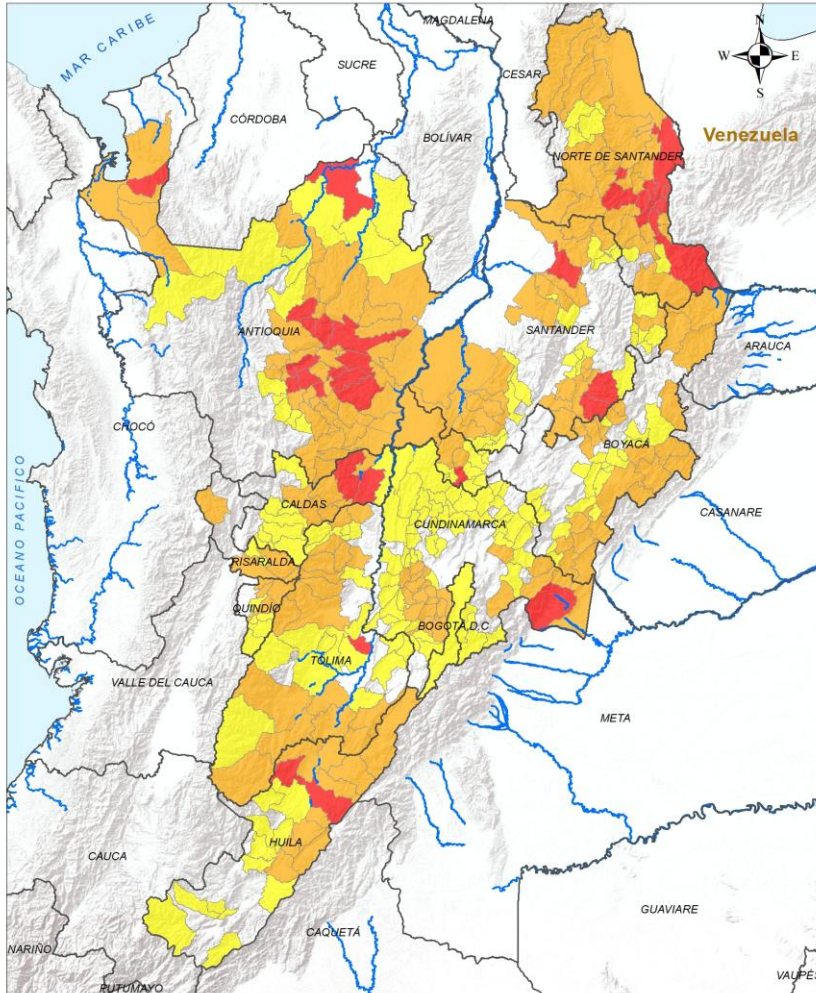 MAGDALENA
N
MAR CARIBE
SUCRE
CESAR
W E
S
CÓRDOBA
BOLÍVAR
Venezuela
NORTE DE SANTANDER
ANTIOQUIA
SANTANDER
ARAUCA
CHOCÓ
BOYACÁ
OCEANO PACIFICO
CALDAS
CUNDINAMARCA
CASANARE
RISARALDA
QUINDÍO
BOGOTÁ, D.C
TOLIMA
VALLE DEL CAUCA
META
HUILA
CAUCA
GUAVIARE
CAQUETÁ
NARIÑO
PUTUMAYO
VAUPÉS